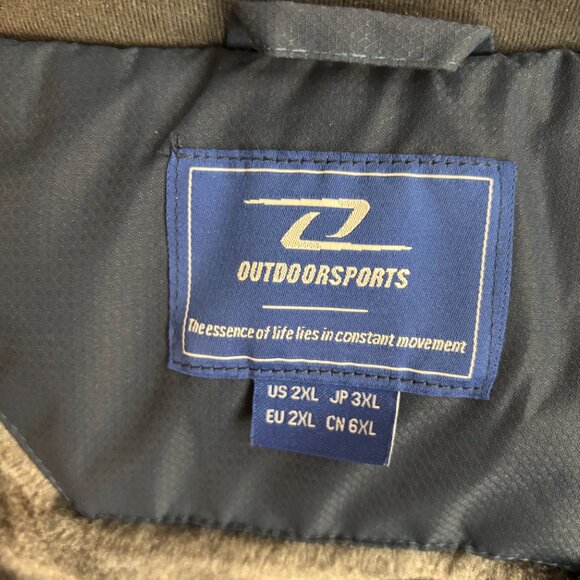 OUTDOORSPORTS
The essence of life lies in constant movement
US 2XL JP 3XL
EU 2XL CN 6XL